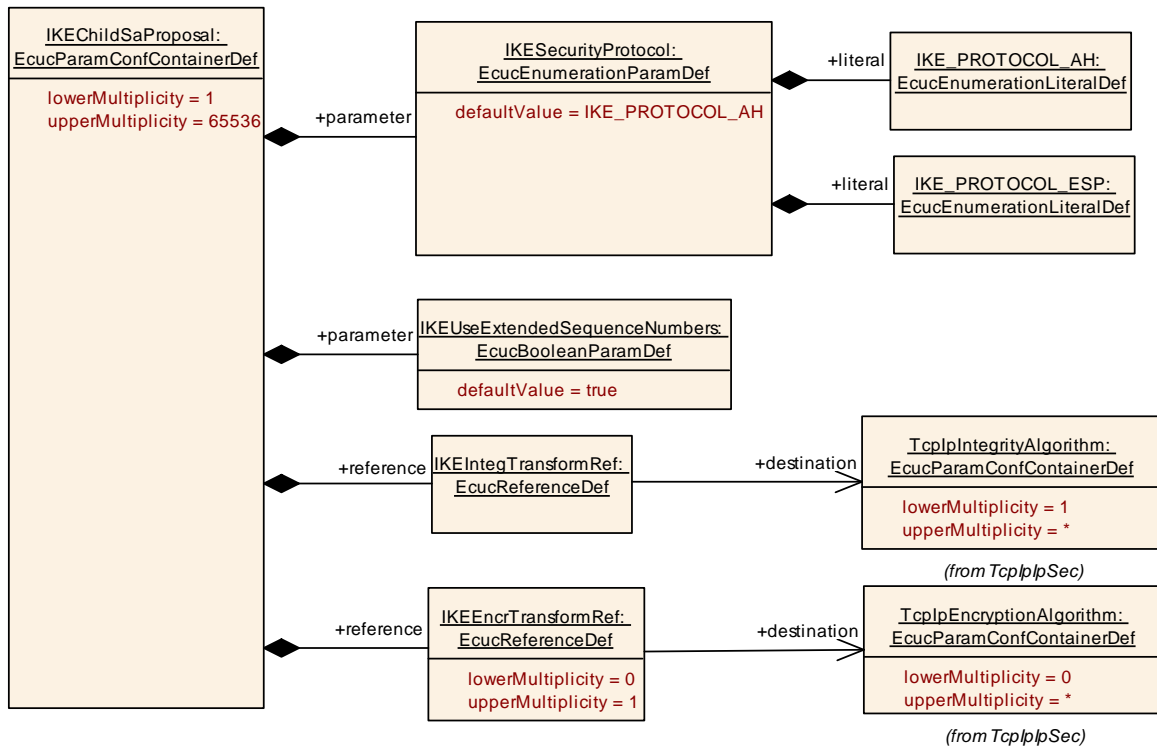 IKEChildSaProposal:
EcucParamConfContainerDef
lowerMultiplicity = 1
upperMultiplicity = 65536
+parameter
IKESecurityProtocol:
EcucEnumerationParamDef
defaultValue = IKE_PROTOCOL_AH
+literal
IKE_PROTOCOL_AH:
EcucEnumerationLiteralDef
+literal
IKE_PROTOCOL_ESP:
EcucEnumerationLiteralDef
+parameter
IKEUseExtendedSequenceNumbers:
EcucBooleanParamDef
defaultValue = true
+reference
IKEIntegTransformRef:
EcucReferenceDef
+destination
TcpIpIntegrityAlgorithm:
EcucParamConfContainerDef
lowerMultiplicity = 1
upperMultiplicity = *
(from TcpIpIpSec)
+reference
IKEEncrTransformRef:
EcucReferenceDef
lowerMultiplicity = 0
upperMultiplicity = 1
+destination
TcpIpEncryptionAlgorithm:
EcucParamConfContainerDef
lowerMultiplicity = 0
upperMultiplicity = *
(from TcpIpIpSec)